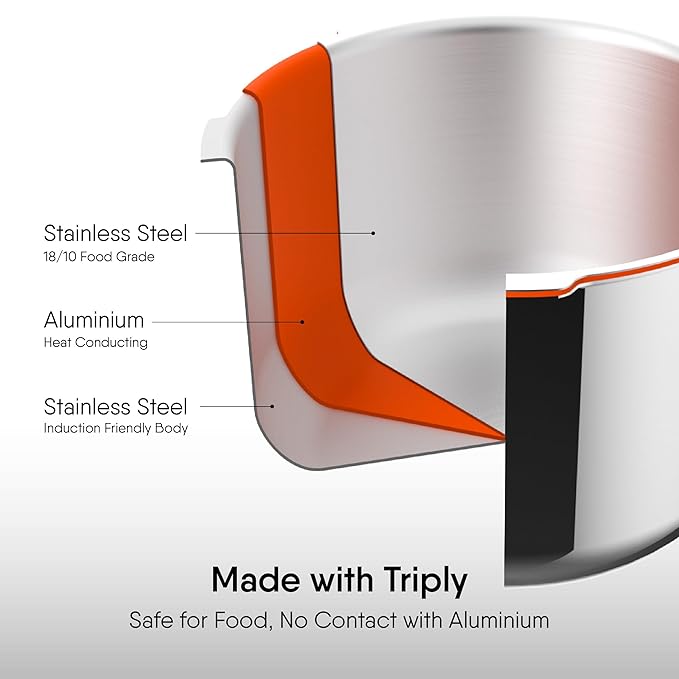 Stainless Steel
18/10 Food Grade
Aluminium
Heat Conducting
Stainless Steel
Induction Friendly Body
Made with Triply
Safe for Food, No Contact with Aluminium